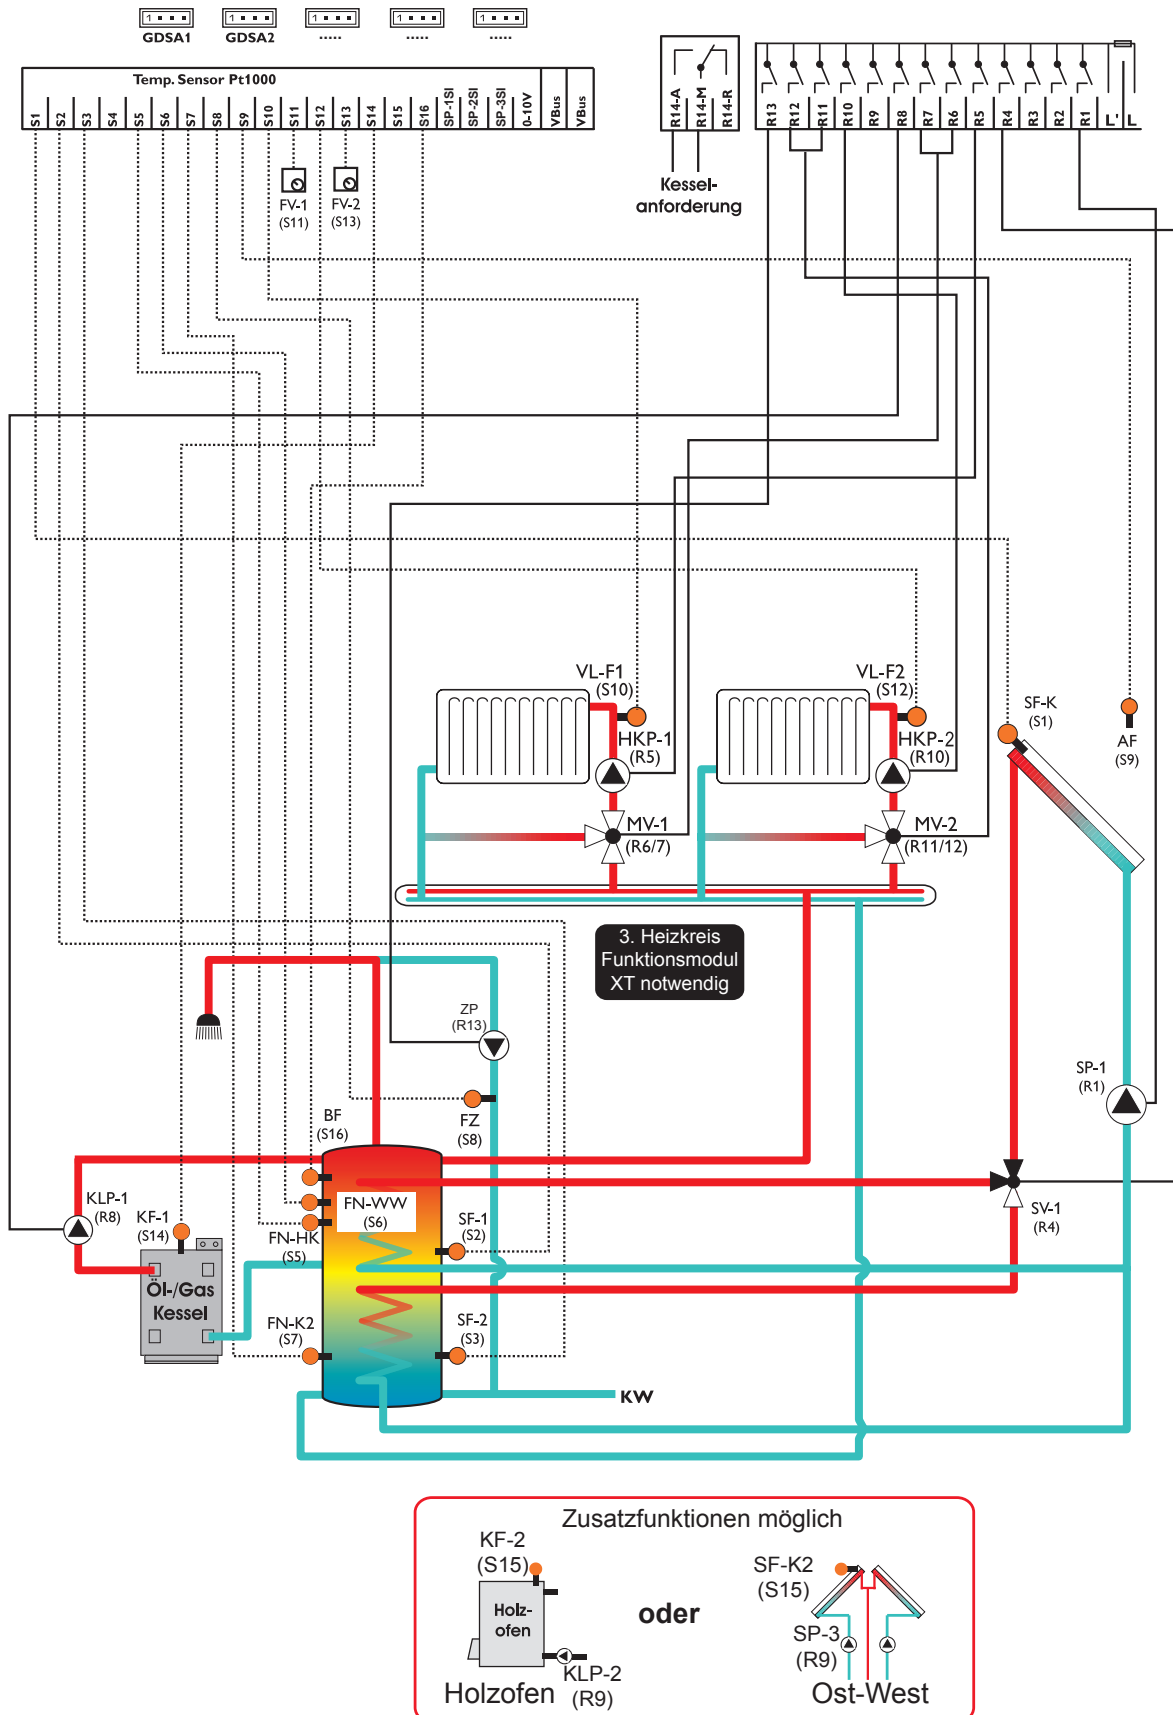 1
1
1
1
1
GDSA1
GDSA2
.....
.....
.....
Temp. Sensor Pt1000
S1
S2
S3
S4
S5
S6
S7
S8
S9
S10
S11
S12
S13
S14
S15
S16
SP-1SI
SP-2SI
SP-3SI
0-10V
VBus
VBus
R14-A
R14-M
R14-R
R13
R12
R11
R10
R9
R8
R7
R6
R5
R4
R3
R2
R1
L'
L
FV-1
(S11)
FV-2
(S13)
Kessel-
anforderung
VL-F1
(S10)
VL-F2
(S12)
SF-K
(S1)
HKP-1
(R5)
HKP-2
(R10)
AF
(S9)
MV-1
(R6/7)
MV-2
(R11/12)
3. Heizkreis
Funktionsmodul
XT notwendig
ZP
(R13)
SP-1
(R1)
FZ
(S8)
BF
(S16)
KLP-1
(R8)
KF-1
(S14)
FN-WW
(S6)
FN-HK
(S5)
SF-1
(S2)
SV-1
(R4)
Öl-/Gas
Kessel
FN-K2
(S7)
SF-2
(S3)
KW
Zusatzfunktionen möglich
KF-2
(S15)
Holz-
ofen
KLP-2
(R9)
Holzofen
oder
SF-K2
(S15)
SP-3
(R9)
Ost-West